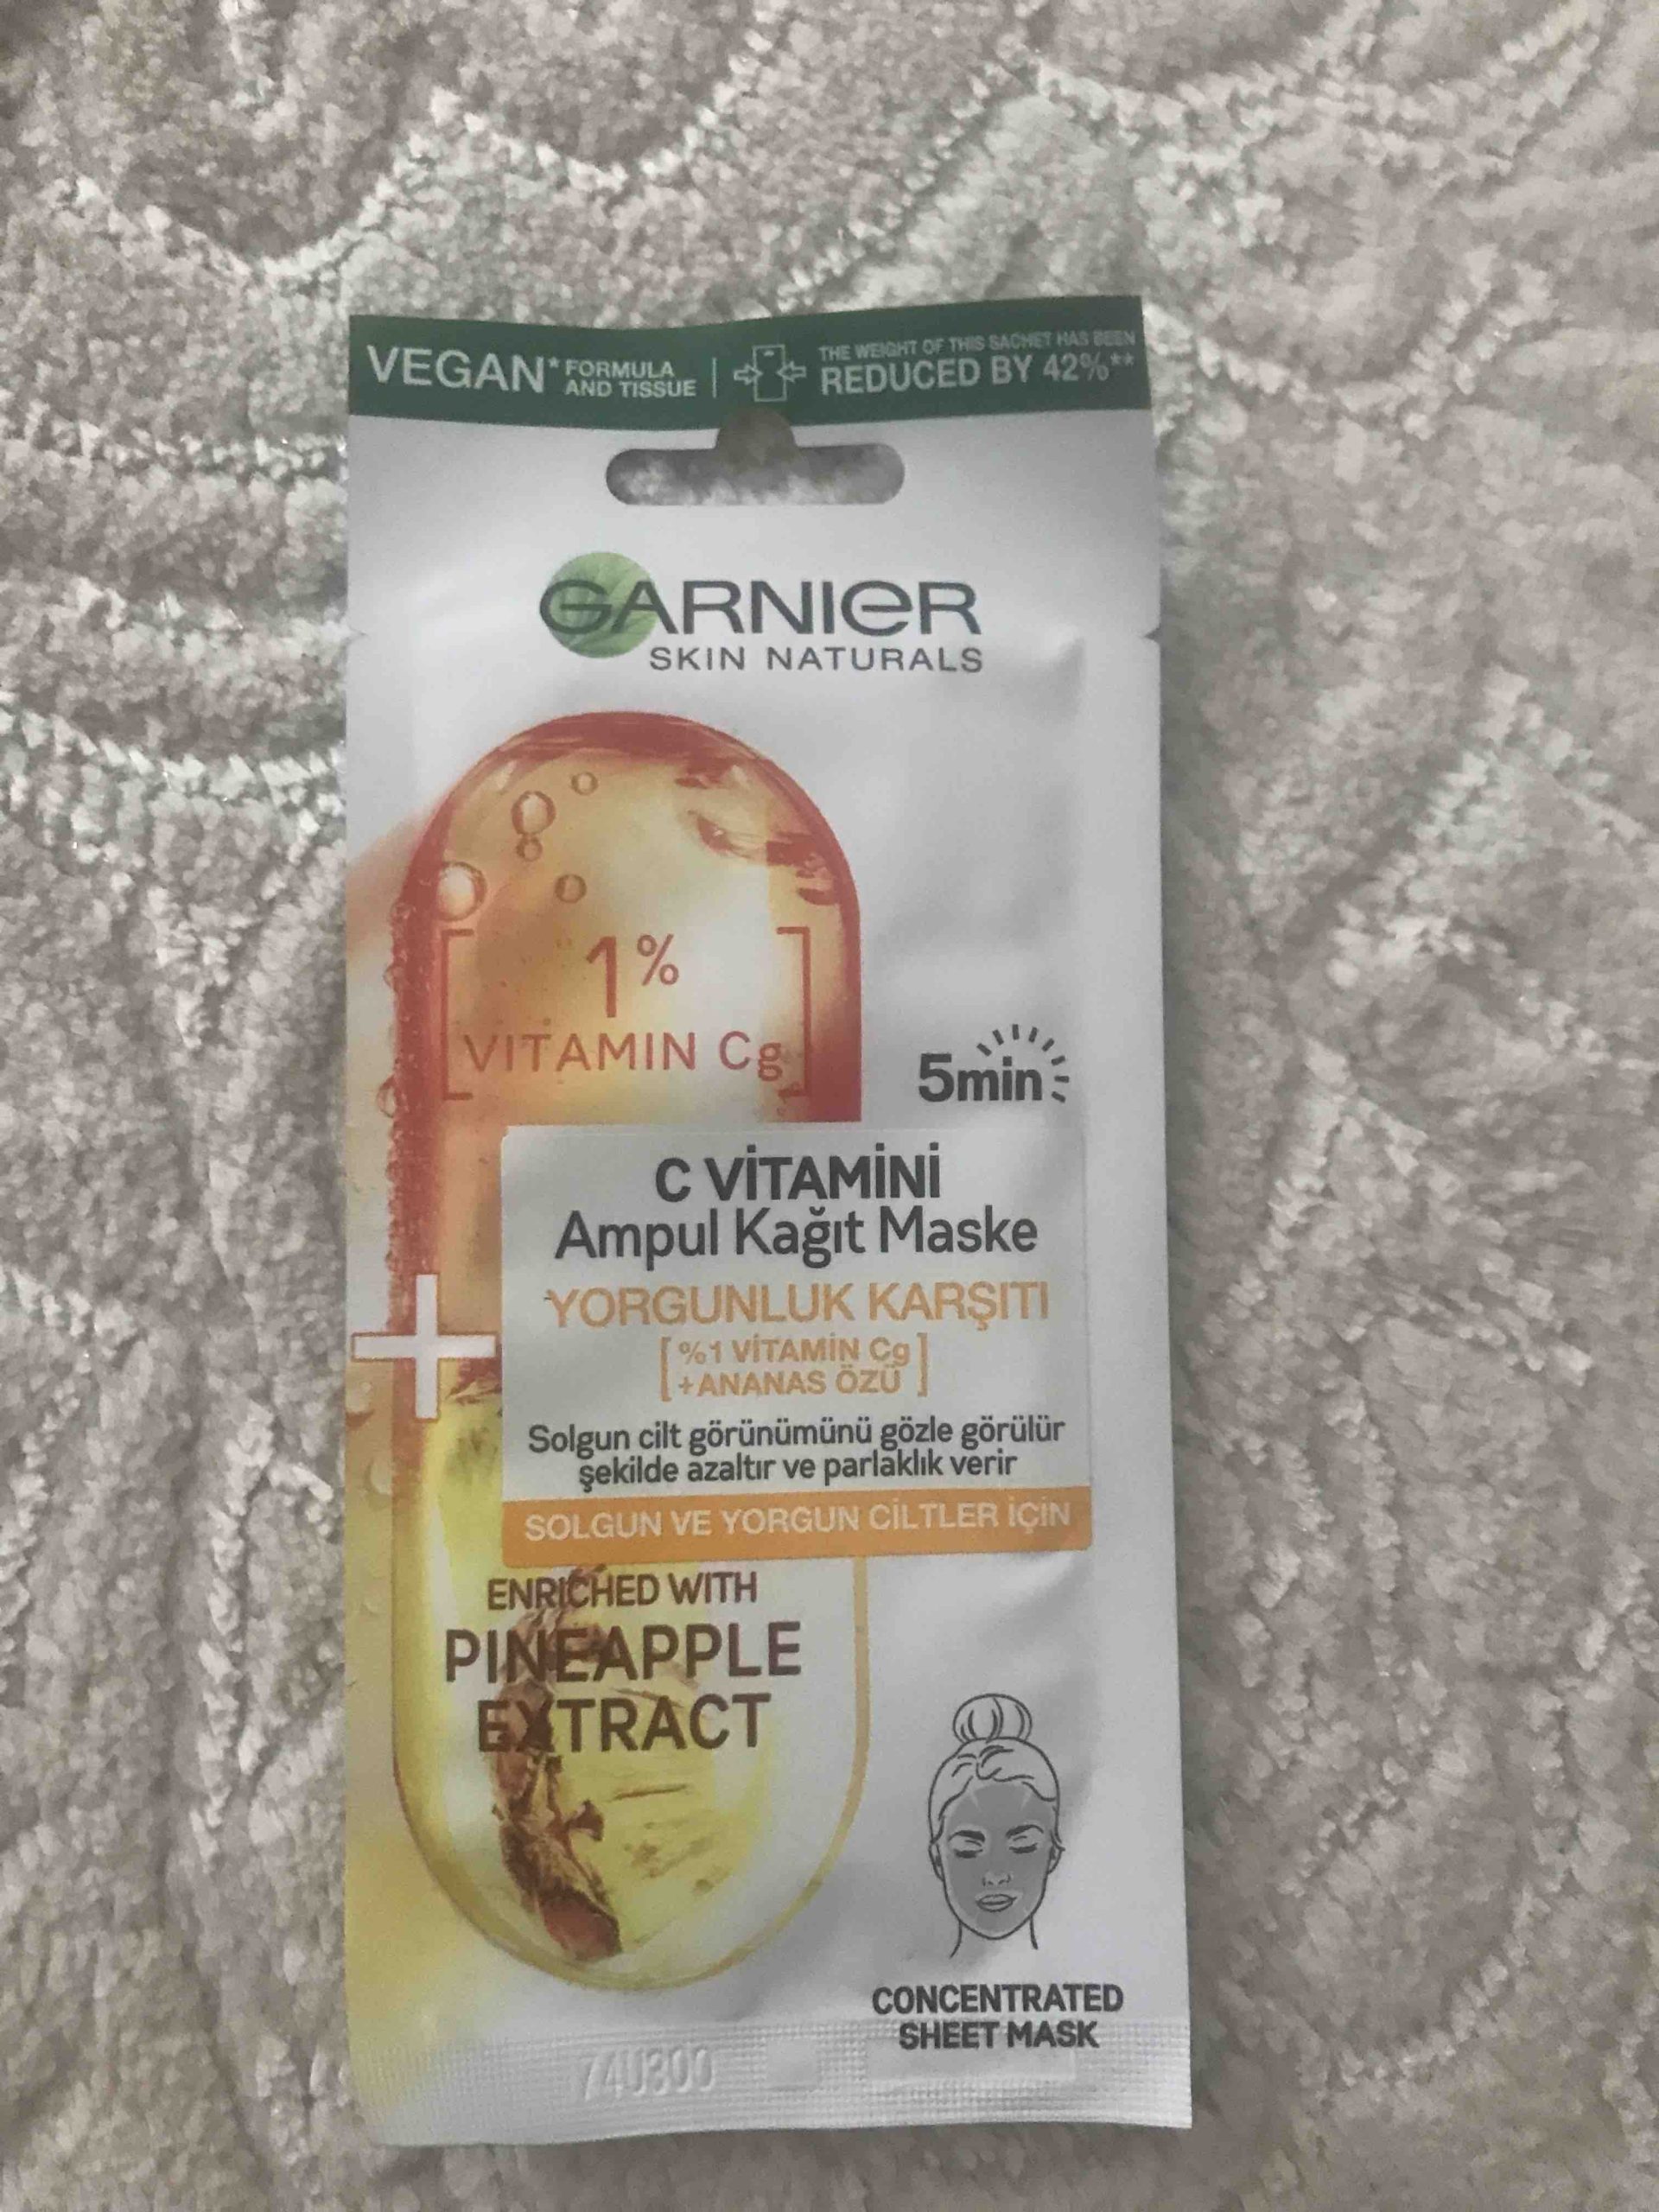 VEGAN* FORMULA AND TISSUE
THE WEIGHT OF THIS SACHET HAS BEEN
REDUCED BY 42%**
GARNIER
SKIN NATURALS
1%
VITAMIN Cg
5min
C VİTAMİNİ
Ampul Kağıt Maske
YORGUNLUK KARŞITI
[%1 VİTAMİN Cg
+ANANAS ÖZÜ]
Solgun cilt görünümünü gözle görülür
şekilde azaltır ve parlaklık verir
SOLGUN VE YORGUN CİLTLER İÇİN
ENRICHED WITH
PINEAPPLE
EXTRACT
CONCENTRATED
SHEET MASK
74U300